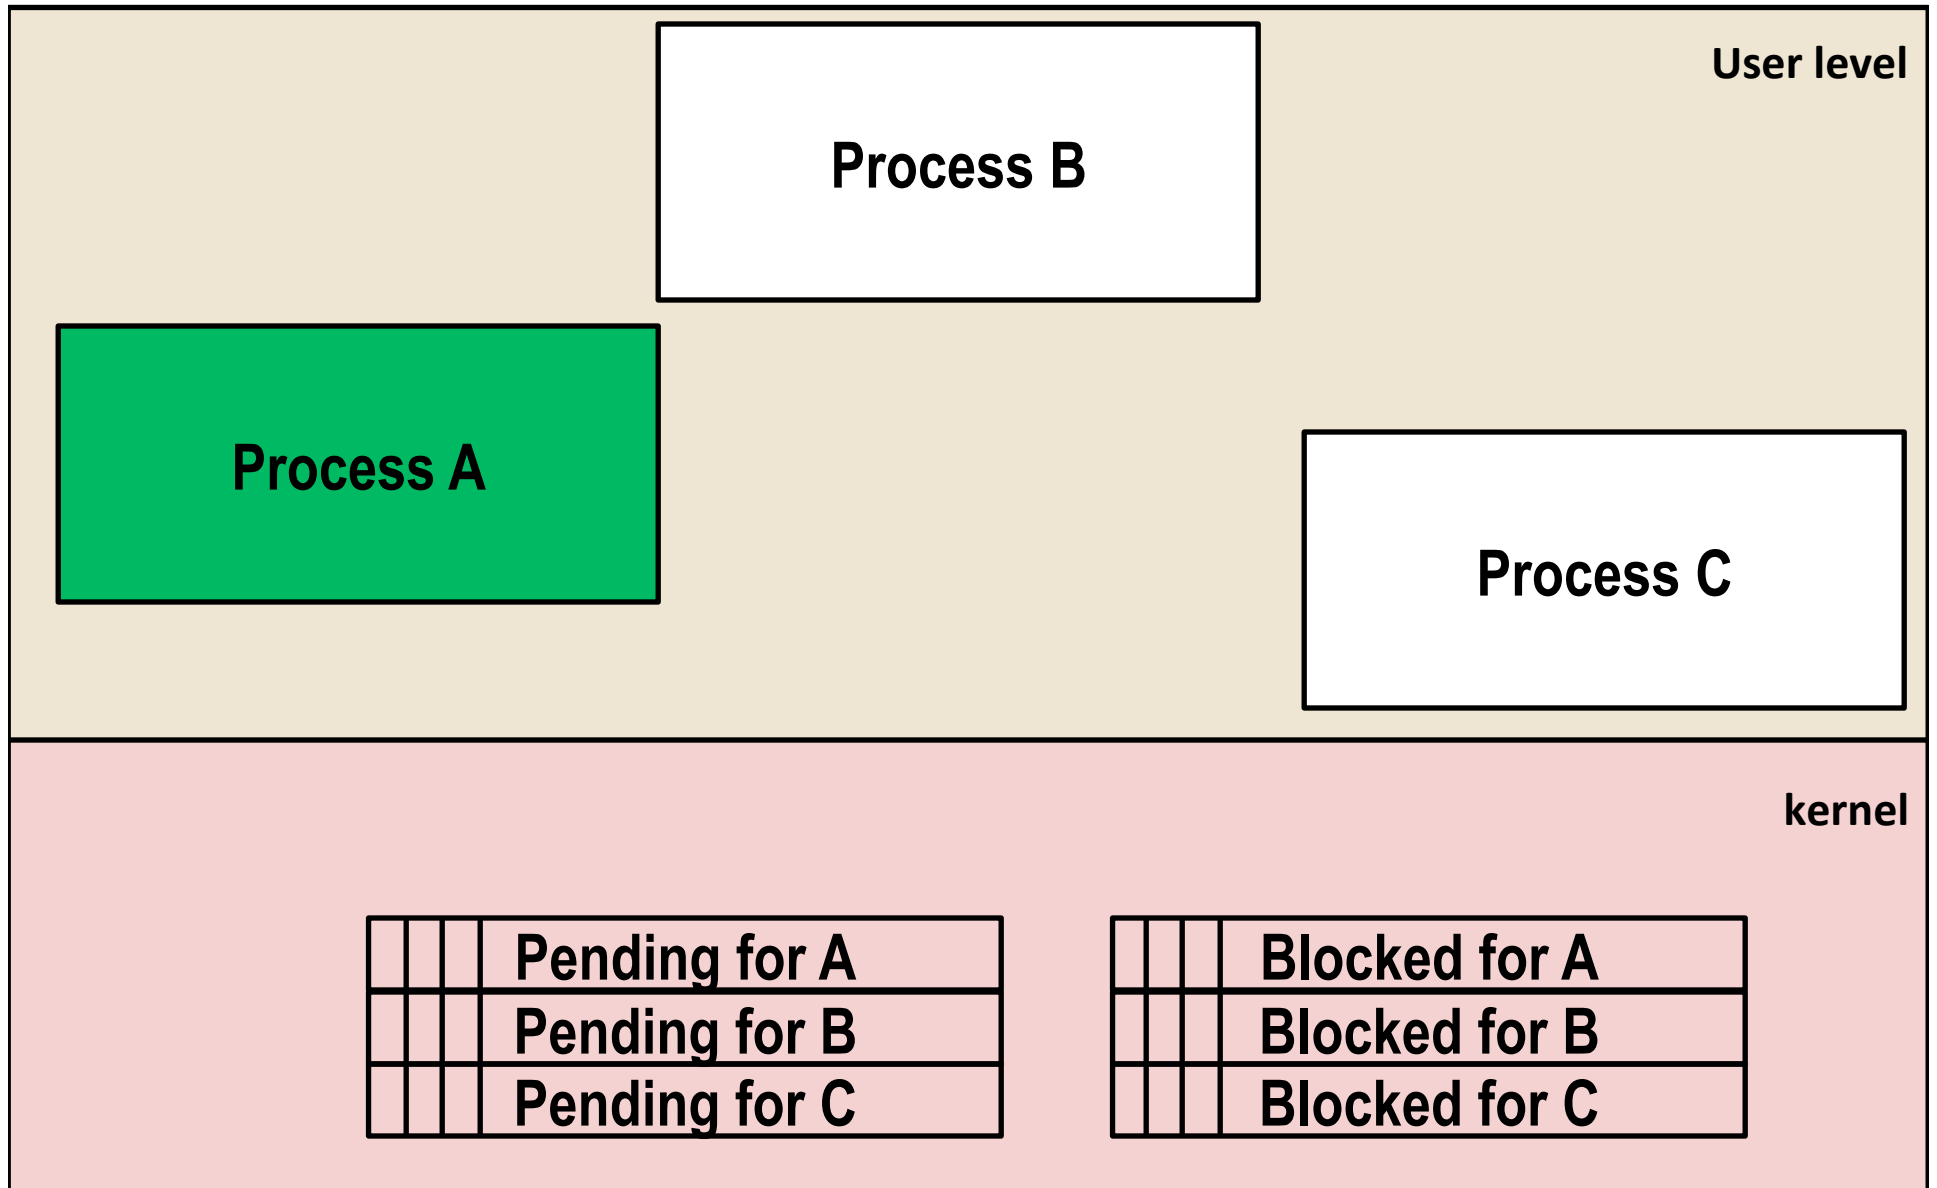 User level
Process B
Process A
Process C
kernel
Pending for A
Blocked for A
Pending for B
Blocked for B
Pending for C
Blocked for C